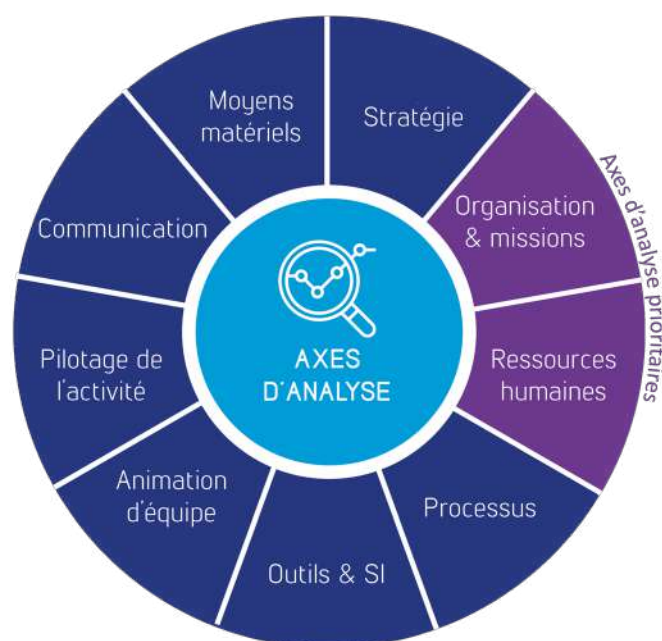 Moyens
matériels
Stratégie
Organisation
& missions
Axes d'analyse prioritaires
Ressources
humaines
Processus
Outils & SI
Animation
d'équipe
Pilotage de
l'activité
Communication
AXES
D'ANALYSE